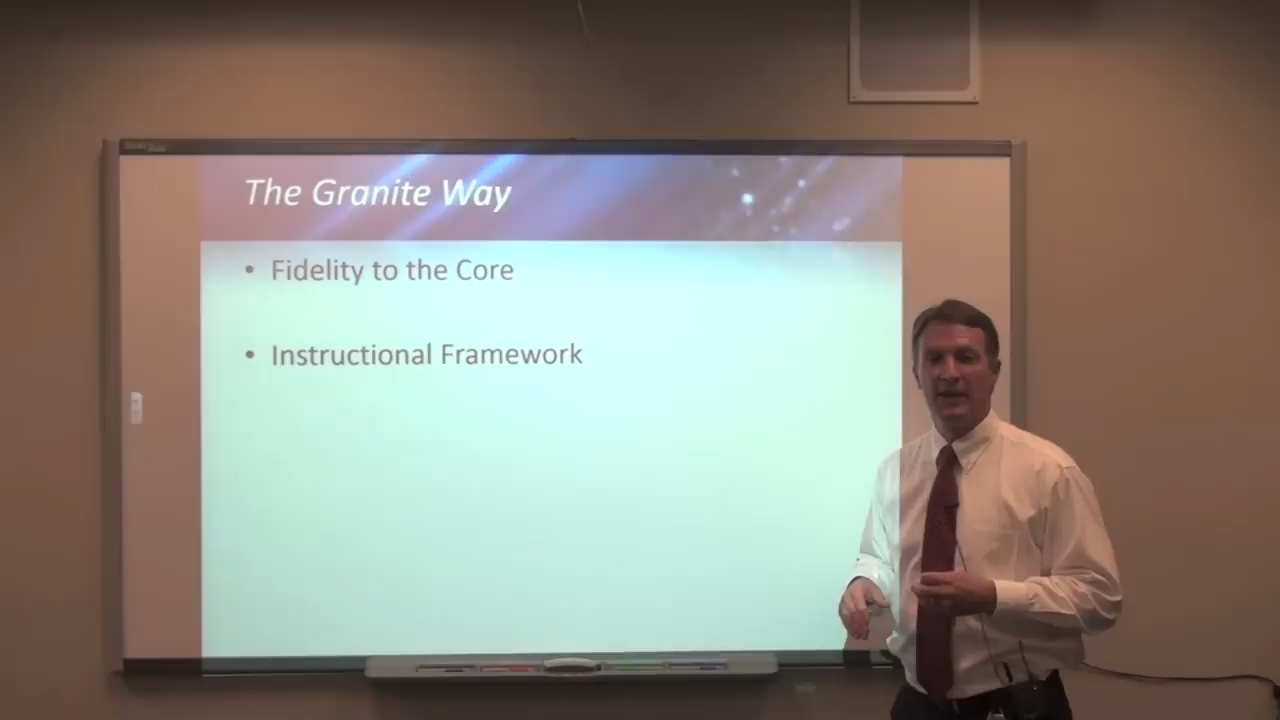 The Granite Way
• Fidelity to the Core
• Instructional Framework